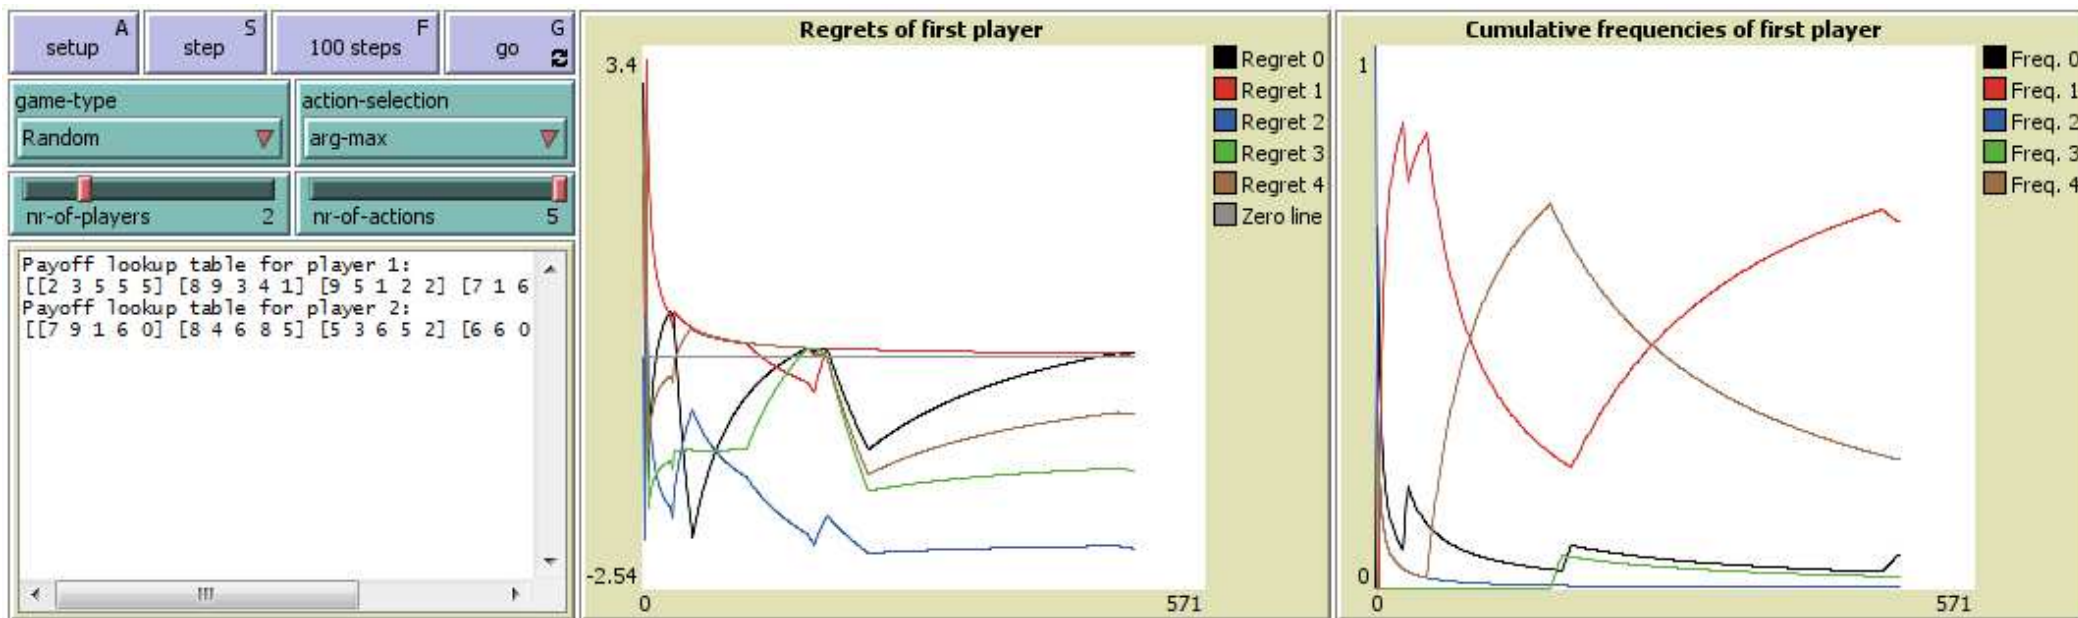 A
setup
S
step
F
100 steps
G
go
game-type
Random
action-selection
arg-max
nr-of-players 2
nr-of-actions 5
Payoff lookup table for player 1:
[[2 3 5 5 5] [8 9 3 4 1] [9 5 1 2 2] [7 1 6
Payoff lookup table for player 2:
[[7 9 1 6 0] [8 4 6 8 5] [5 3 6 5 2] [6 6 0
Regrets of first player
3.4
-2.54
0
571
Regret 0
Regret 1
Regret 2
Regret 3
Regret 4
Zero line
Cumulative frequencies of first player
1
0
0
571
Freq. 0
Freq. 1
Freq. 2
Freq. 3
Freq. 4